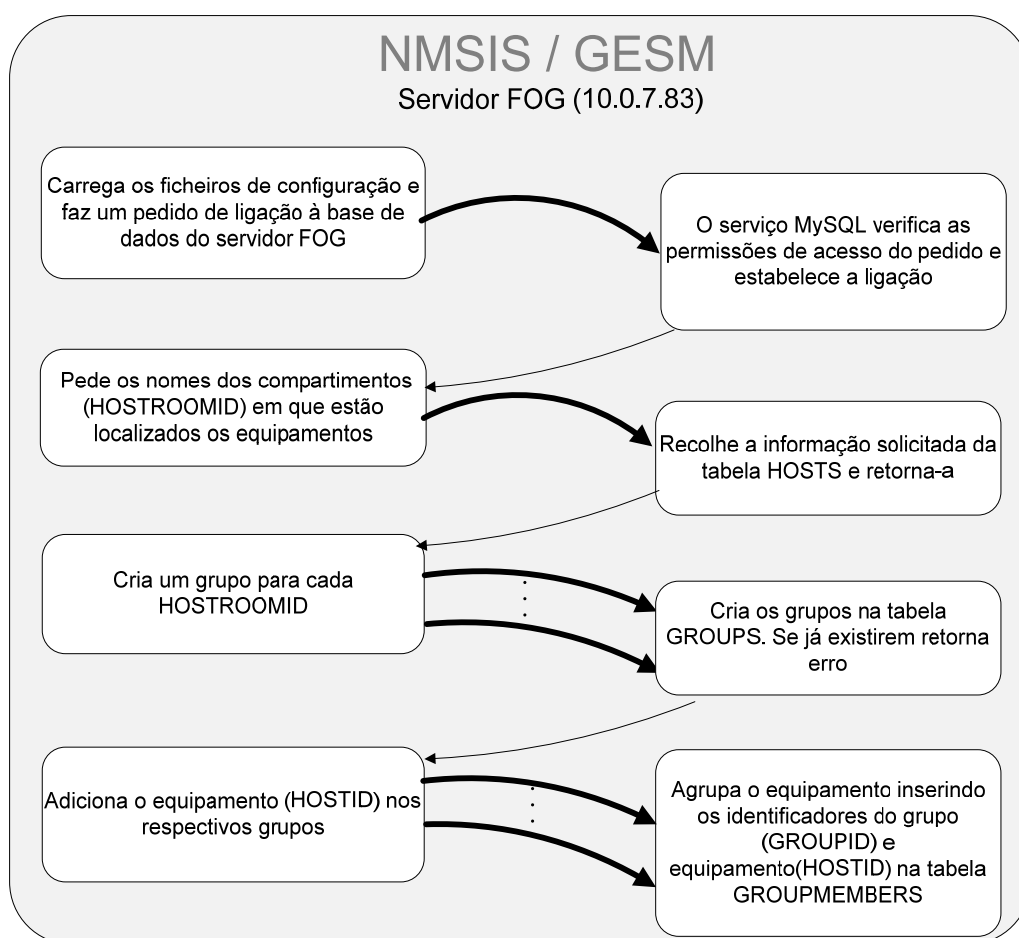 NMSIS / GESM
Servidor FOG (10.0.7.83)
Carrega os ficheiros de configuração e
faz um pedido de ligação à base de
dados do servidor FOG
O serviço MySQL verifica as
permissões de acesso do pedido e
estabelece a ligação
Pede os nomes dos compartimentos
(HOSTROOMID) em que estão
localizados os equipamentos
Recolhe a informação solicitada da
tabela HOSTS e retorna-a
Cria um grupo para cada
HOSTROOMID
Cria os grupos na tabela
GROUPS. Se já existirem retorna
erro
Adiciona o equipamento (HOSTID) nos
respectivos grupos
Agrupa o equipamento inserindo
os identificadores do grupo
(GROUPID) e
equipamento(HOSTID) na tabela
GROUPMEMBERS